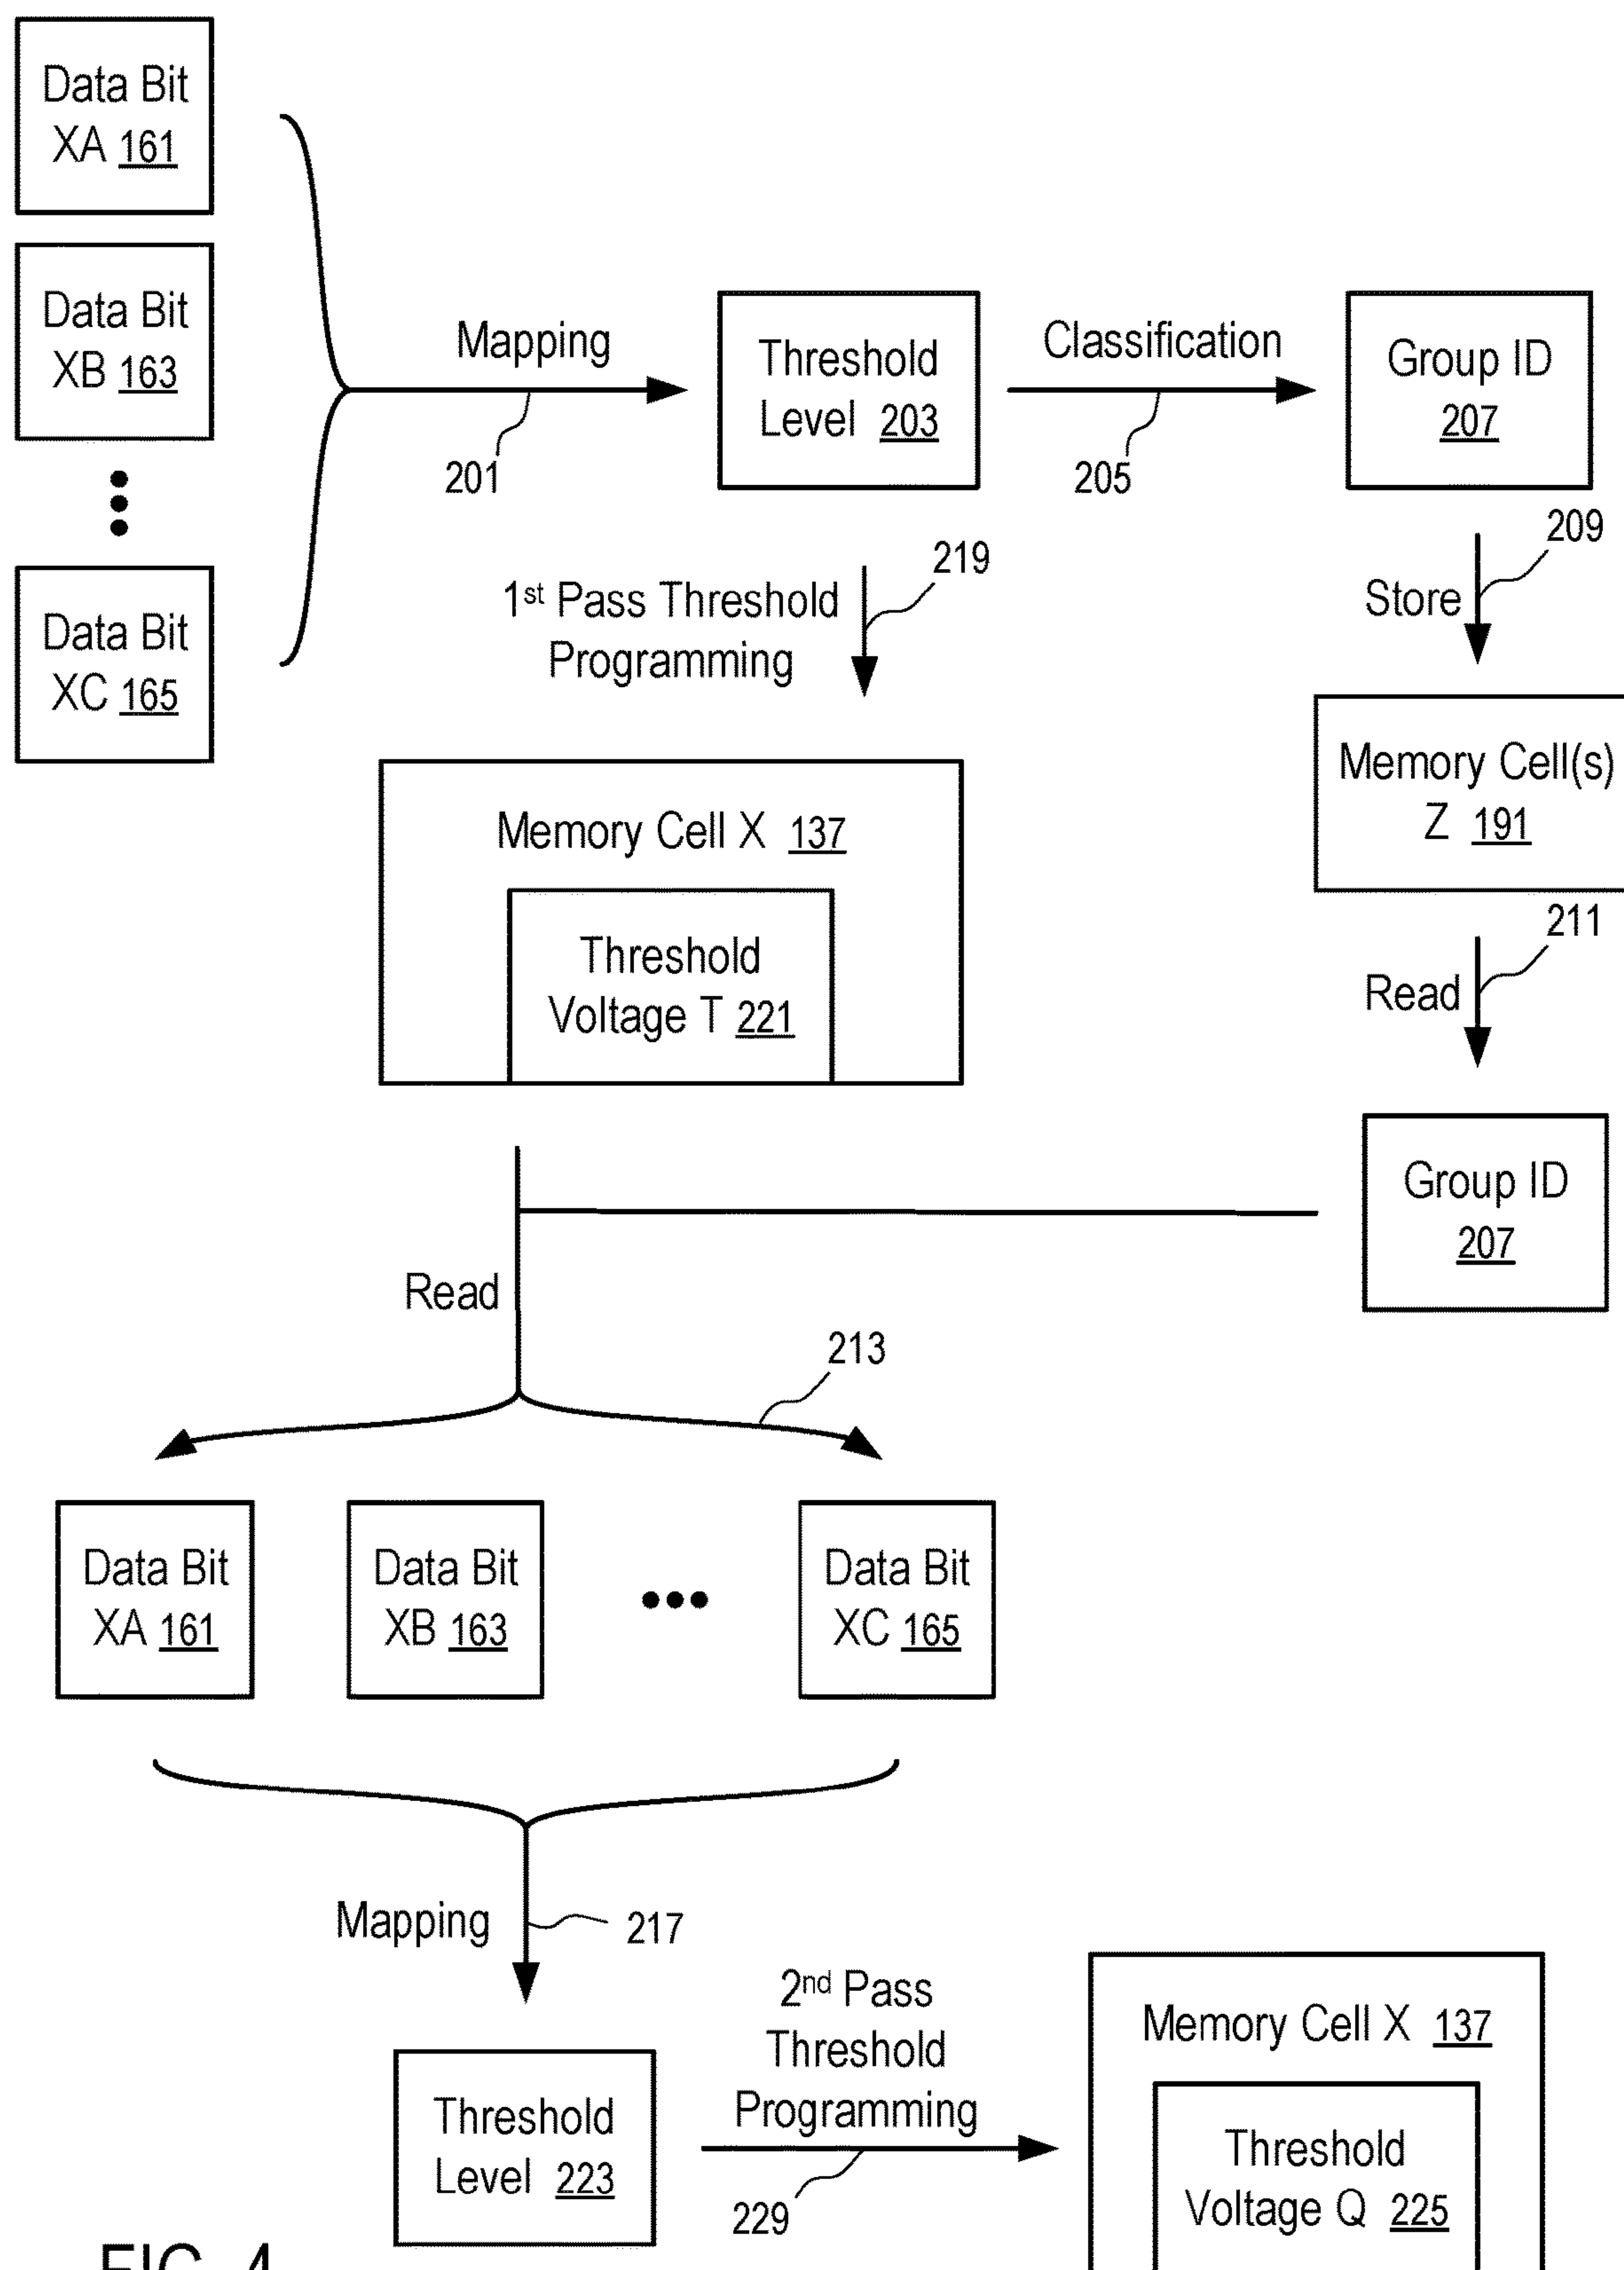 Data Bit
XA 161
Data Bit
XB 163
Data Bit
XC 165
Mapping
201
Threshold
Level 203
Classification
205
Group ID
207
209
Store
219
1st Pass Threshold
Programming
Memory Cell(s)
Z 191
Memory Cell X 137
Threshold
Voltage T 221
211
Read
Group ID
207
Read
213
Data Bit
XA 161
Data Bit
XB 163
Data Bit
XC 165
Mapping
217
Threshold
Level 223
2nd Pass
Threshold
Programming
229
Memory Cell X 137
Threshold
Voltage Q 225
FIG. 4